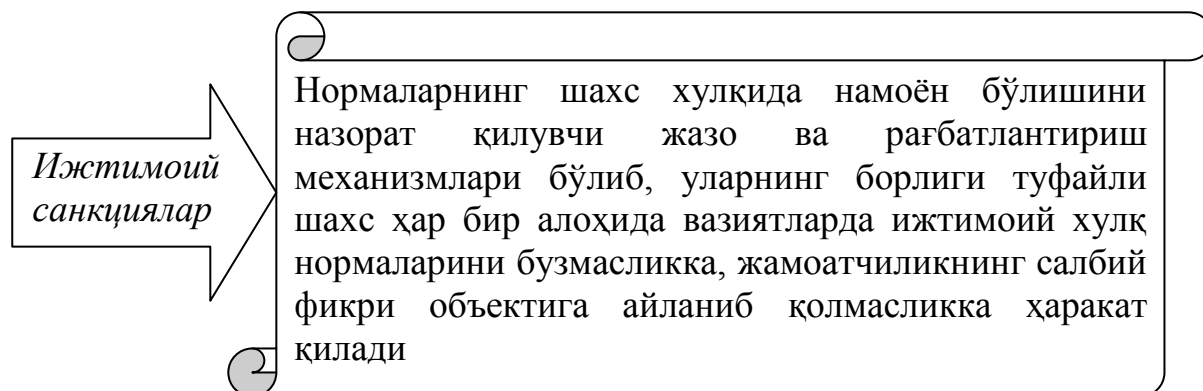 Ижтимоий
санкциялар
Нормаларнинг шахс хулқида намоён бўлишини
назорат қилувчи жазо ва рағбатлантириш
механизмлари бўлиб, уларнинг борлиги туфайли
шахс ҳар бир алоҳида вазиятларда ижтимоий хулқ
нормаларини бузмасликка, жамоатчиликнинг салбий
фикри объектига айланиб қолмасликка ҳаракат
қилади